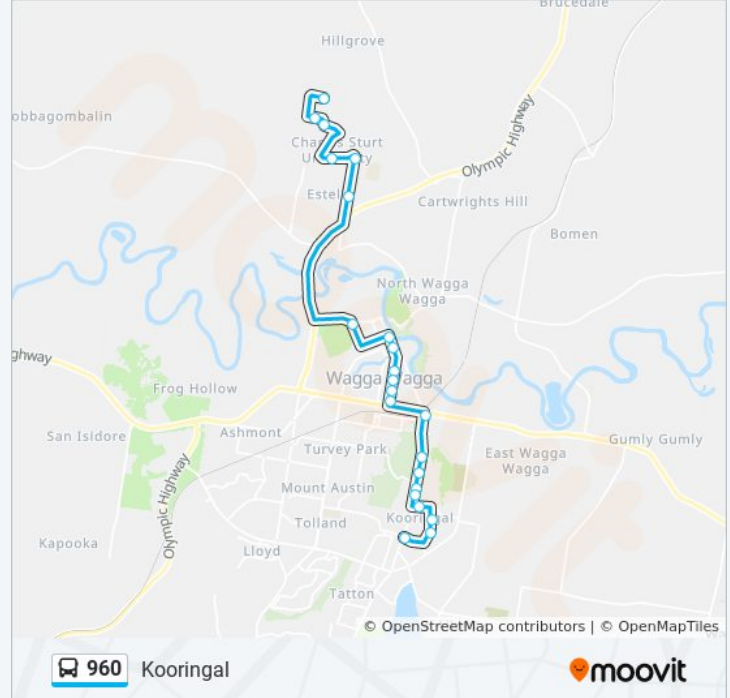 Brucedale
Hillgrove
obbagombalin
Charles Sturt
University
Olympic Highway
Estel
Cartwrights Hill
Bomen
North Wagga
Wagga
ghway
Wagga Wagga
Frog Hollow
San Isidore
Ashmont
Gumly Gumly
Turvey Park
East Wagga
Wagga
Olympic Highway
Mount Austin
Tolland
Kooringal
Kapooka
Lloyd
Tatton
© OpenStreetMap contributors | © OpenMapTiles
960 Kooringal
moovit